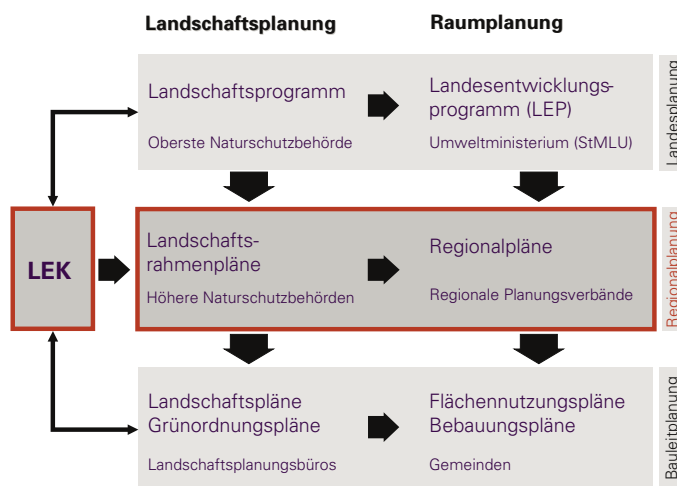 Landschaftsplanung
Raumplanung
Landschaftsprogramm
Oberste Naturschutzbehörde
Landesentwicklungs-
programm (LEP)
Umweltministerium (StMLU)
Landesplanung
LEK
Landschafts-
rahmenpläne
Höhere Naturschutzbehörden
Regionalpläne
Regionale Planungsverbände
Regionalplanung
Landschaftspläne
Grünordnungspläne
Landschaftsplanungsbüros
Flächennutzungspläne
Bebauungspläne
Gemeinden
Bauleitplanung